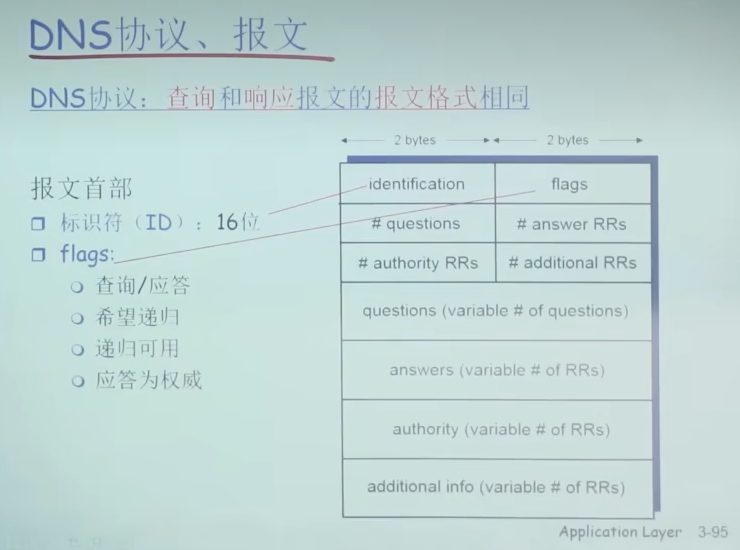 DNS协议、报文
DNS协议：查询和响应报文的报文格式相同
2 bytes 2 bytes
报文首部
标识符（ID）：16位
flags:
查询/应答
希望递归
递归可用
应答为权威
identification flags
# questions # answer RRs
# authority RRs # additional RRs
questions (variable # of questions)
answers (variable # of RRs)
authority (variable # of RRs)
additional info (variable # of RRs)
Application Layer 3-95